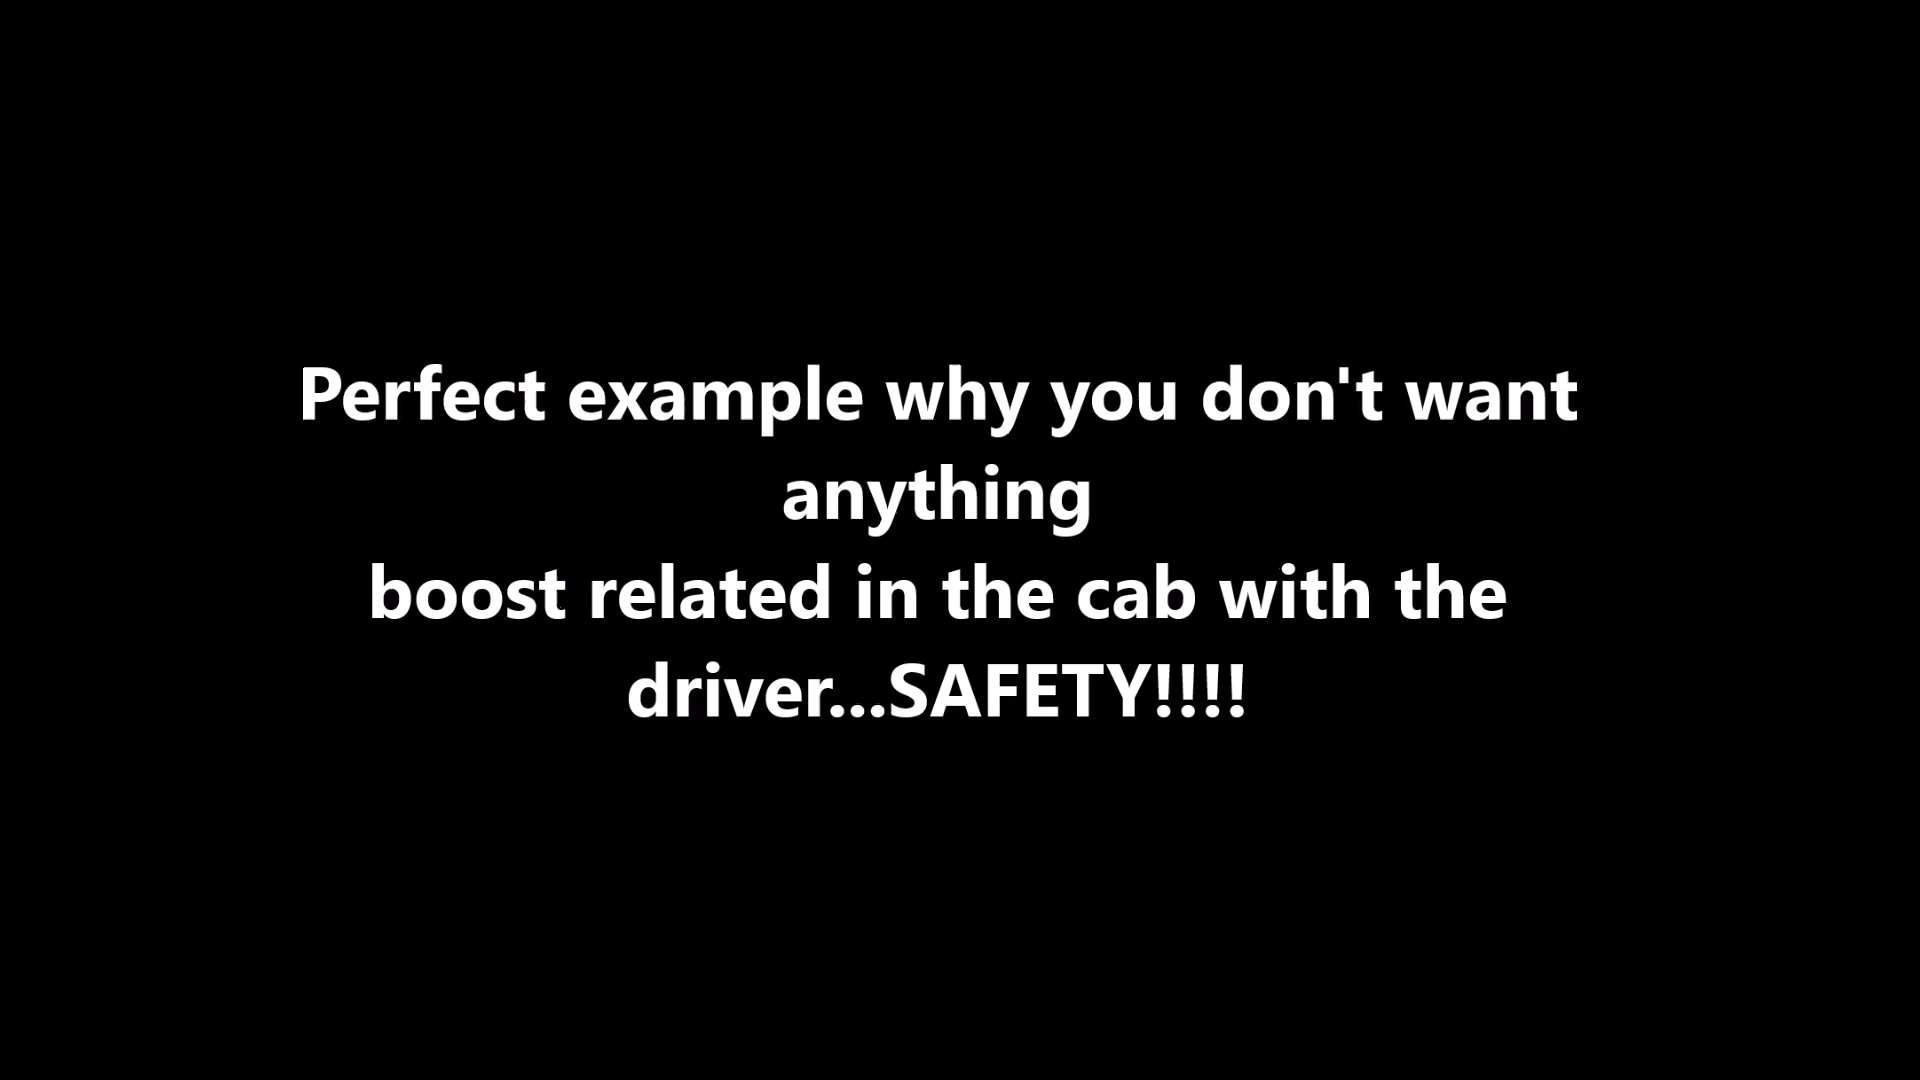 Perfect example why you don't want
anything
boost related in the cab with the
driver...SAFETY!!!!